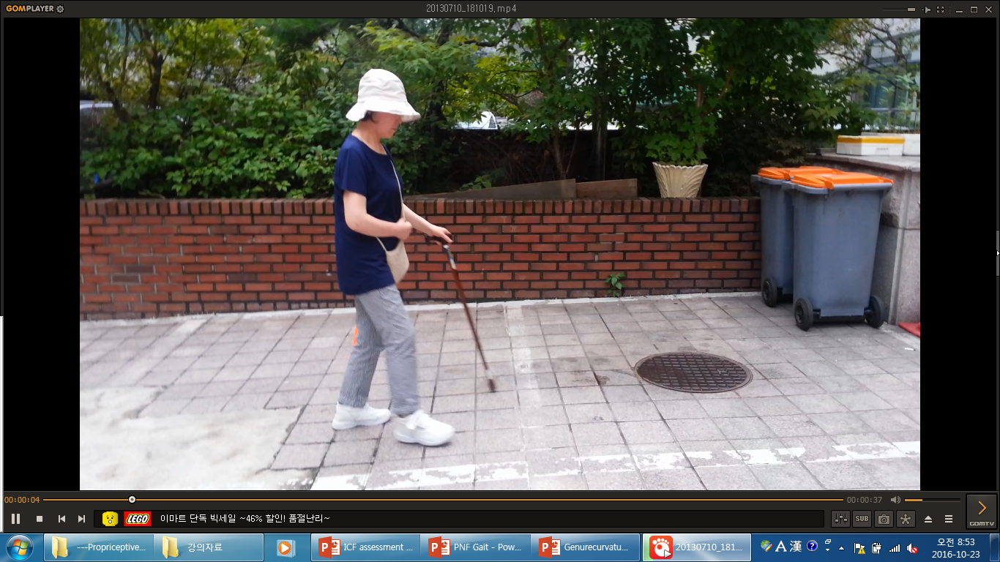 GOMPLAYER
20130710_181019, mp4
00:00:04
00:00:37
LEGO
이마트 단독 빅세일 ~46% 할인! 품절난리~
SUB
GOMTV
---Propriceptive...
강의자료
ICF assessment ...
PNF Gait - Pow...
Genurecurvatu...
20130710_181...
A 漢
오전 8:53
2016-10-23